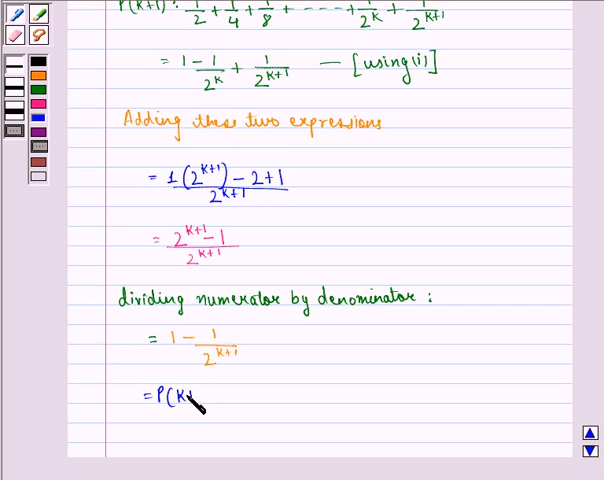 P(K+1) : 1/2 + 1/4 + 1/8 + ---- + 1/2^K + 1/2^(K+1)
= 1 - 1/2^K + 1/2^(K+1) — [using (i)]
Adding these two expressions
= (1(2^(K+1)) - 2 + 1)/2^(K+1)
= (2^(K+1) - 1)/2^(K+1)
dividing numerator by denominator :
= 1 - 1/2^(K+1)
= P(K+